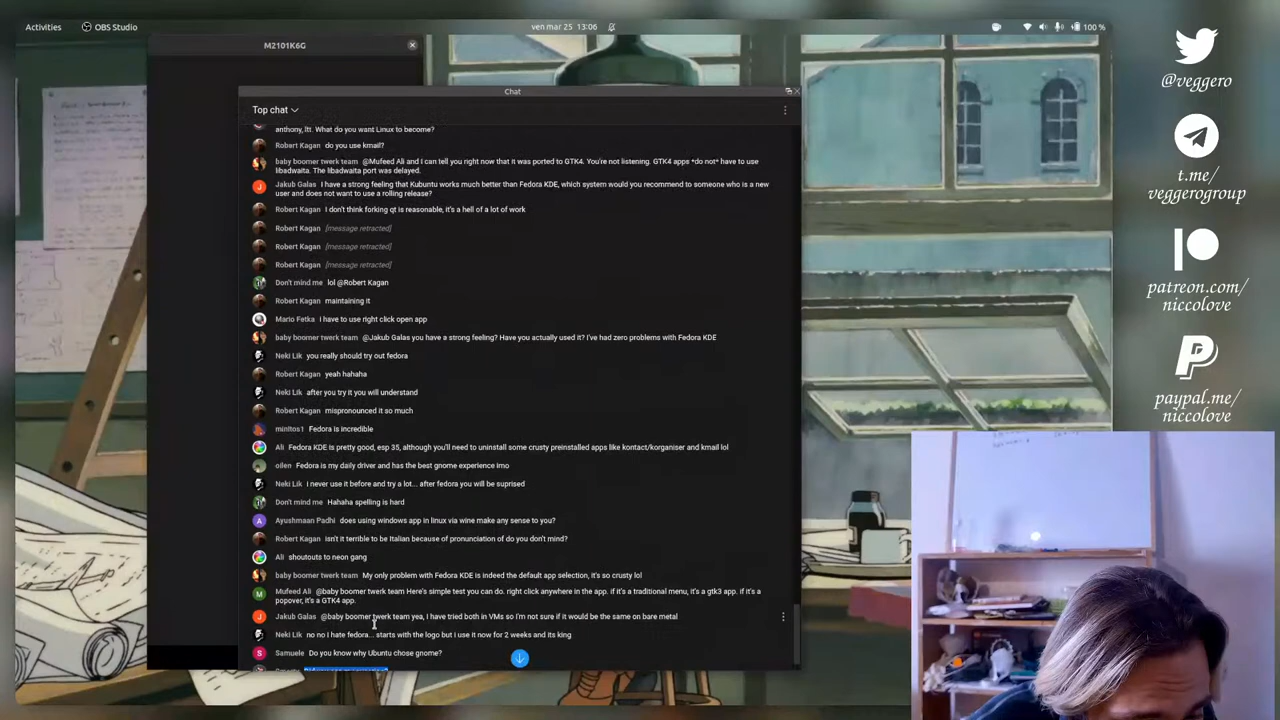 Activities
OBS Studio
ven mar 25 13:06
100 %
M2101K6G
Chat
Top chat
anthony, ltt. What do you want Linux to become?
Robert Kagan do you use kmail?
baby boomer twerk team @Mufeed Ali and I can tell you right now that it was ported to GTK4. You're not listening. GTK4 apps *do not* have to use
libadwaita. The libadwaita port was delayed.
J
Jakub Galas I have a strong feeling that Kubuntu works much better than Fedora KDE, which system would you recommend to someone who is a new
user and does not want to use a rolling release?
Robert Kagan I don't think forking qt is reasonable, it's a hell of a lot of work
Robert Kagan [message retracted]
Robert Kagan [message retracted]
Robert Kagan [message retracted]
Don't mind me lol @Robert Kagan
Robert Kagan maintaining it
Mario Fetka I have to use right click open app
baby boomer twerk team @Jakub Galas you have a strong feeling? Have you actually used it? I've had zero problems with Fedora KDE
Neki Lik you really should try out fedora
Robert Kagan yeah hahaha
Neki Lik after you try it you will understand
Robert Kagan mispronounced it so much
minitos1 Fedora is incredible
Ali Fedora KDE is pretty good, esp 35, although you'll need to uninstall some crusty preinstalled apps like kontact/korganiser and kmail lol
oilen Fedora is my daily driver and has the best gnome experience imo
Neki Lik I never use it before and try a lot... after fedora you will be suprised
Don't mind me Hahaha spelling is hard
A
Ayushmaan Padhi does using windows app in linux via wine make any sense to you?
Robert Kagan isn't it terrible to be Italian because of pronunciation of do you don't mind?
Ali shoutouts to neon gang
baby boomer twerk team My only problem with Fedora KDE is indeed the default app selection, it's so crusty lol
M
Mufeed Ali @baby boomer twerk team Here's simple test you can do. right click anywhere in the app. if it's a traditional menu, it's a gtk3 app. if it's a
popover, it's a GTK4 app.
J
Jakub Galas @baby boomer twerk team yea, I have tried both in VMs so I'm not sure if it would be the same on bare metal
Neki Lik no no I hate fedora... starts with the logo but i use it now for 2 weeks and its king
S
Samuele Do you know why Ubuntu chose gnome?
@veggero
t.me/
veggerogroup
patreon.com/
niccolove
paypal.me/
niccolove